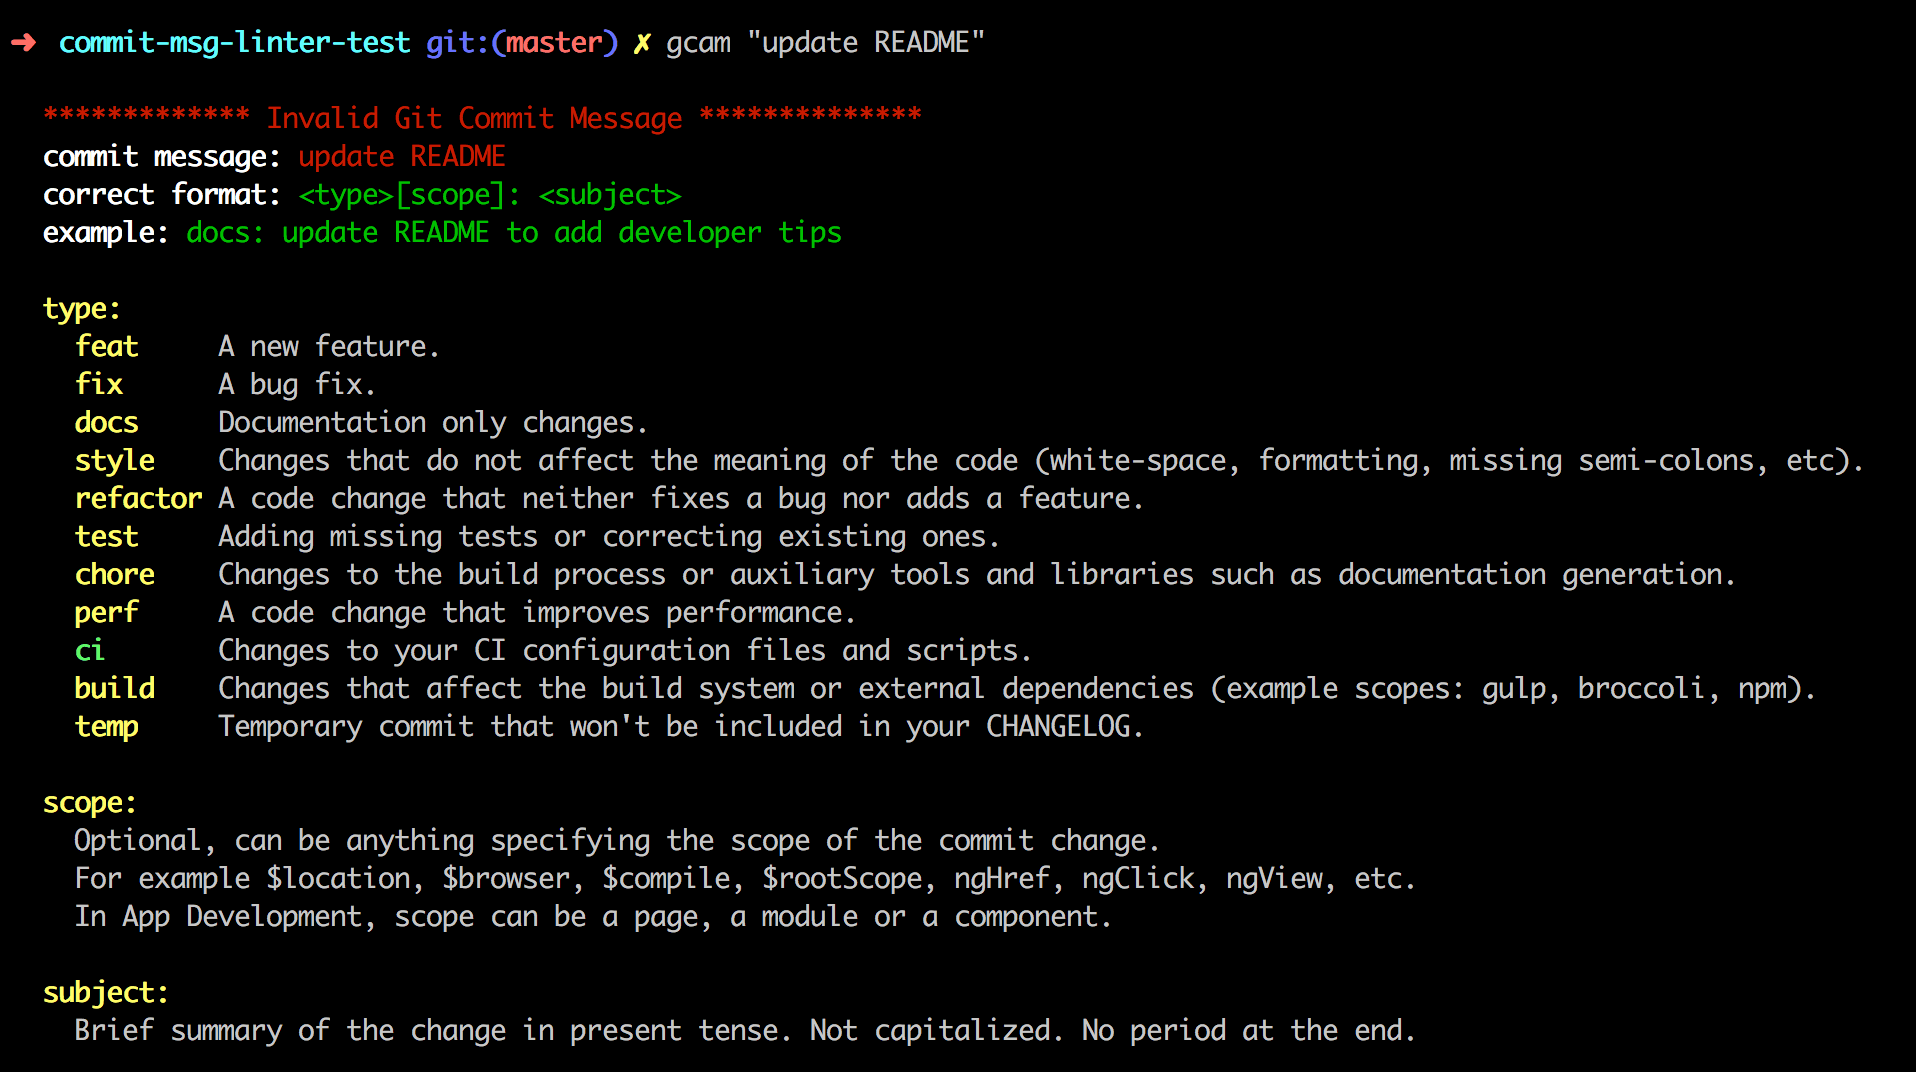 ➜ commit-msg-linter-test git:(master) ✗ gcam "update README"
************* Invalid Git Commit Message **************
commit message: update README
correct format: <type>[scope]: <subject>
example: docs: update README to add developer tips
type:
feat A new feature.
fix A bug fix.
docs Documentation only changes.
style Changes that do not affect the meaning of the code (white-space, formatting, missing semi-colons, etc).
refactor A code change that neither fixes a bug nor adds a feature.
test Adding missing tests or correcting existing ones.
chore Changes to the build process or auxiliary tools and libraries such as documentation generation.
perf A code change that improves performance.
ci Changes to your CI configuration files and scripts.
build Changes that affect the build system or external dependencies (example scopes: gulp, broccoli, npm).
temp Temporary commit that won't be included in your CHANGELOG.
scope:
Optional, can be anything specifying the scope of the commit change.
For example $location, $browser, $compile, $rootScope, ngHref, ngClick, ngView, etc.
In App Development, scope can be a page, a module or a component.
subject:
Brief summary of the change in present tense. Not capitalized. No period at the end.